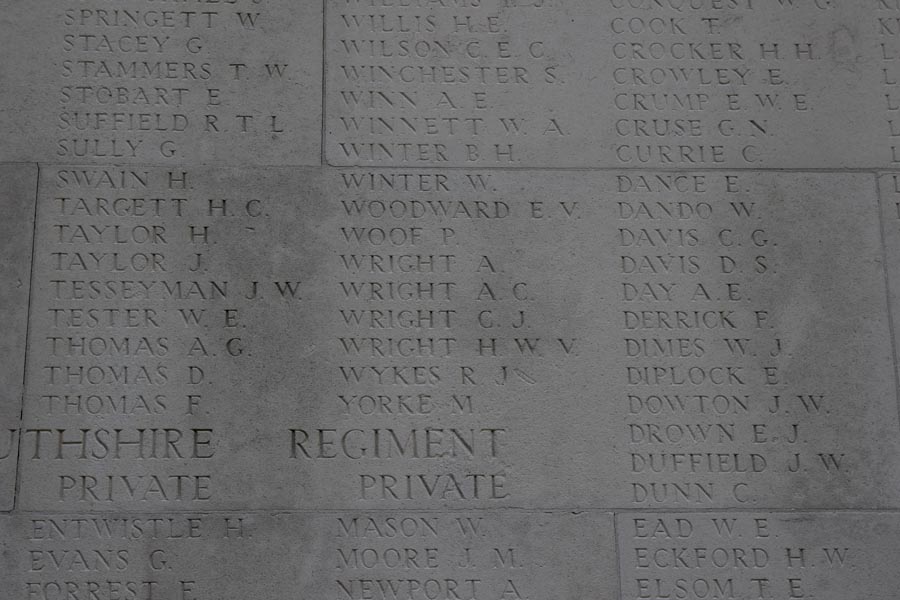 SPRINGETT W
STACEY G
STAMMERS T. W.
STOBART E
SUFFIELD R. T. L
SULLY G.
SWAIN H.
TARGETT H. C.
TAYLOR H.
TAYLOR J.
TESSEYMAN J. W.
TESTER W. E.
THOMAS A. G.
THOMAS D.
THOMAS F.
UTHSHIRE REGIMENT
PRIVATE
ENTWISTLE H.
EVANS G.
FORREST F.
WILLIS H. E.
WILSON C. E. C.
WINCHESTER S.
WINN A. E.
WINNETT W. A.
WINTER B. H.
WINTER W.
WOODWARD E. V.
WOOF P.
WRIGHT A.
WRIGHT A. C.
WRIGHT C. J.
WRIGHT H. W. V.
WYKES R. J.
YORKE M.
PRIVATE
MASON W.
MOORE J. M.
NEWPORT A.
CONQUEST W. G.
COOK T.
CROCKER H. H.
CROWLEY E.
CRUMP E. W. E.
CRUSE G. N.
CURRIE C.
DANCE E.
DANDO W.
DAVIS C. G.
DAVIS D. S.
DAY A. E.
DERRICK F.
DIMES W. J.
DIPLOCK E.
DOWTON J. W.
DROWN E. J.
DUFFIELD J. W.
DUNN C.
EAD W. E.
ECKFORD H. W.
ELSOM T. E.